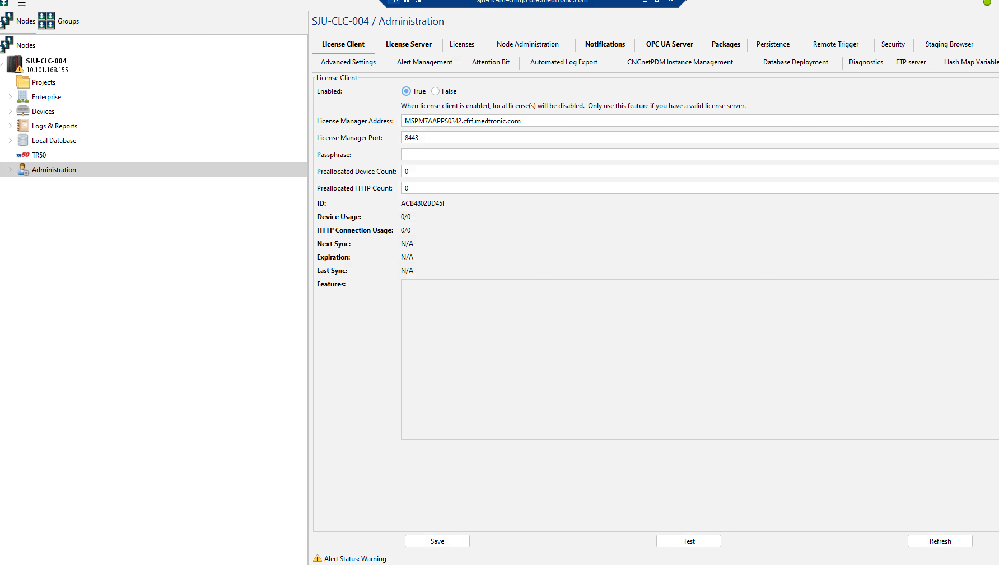 sju-clc-004.mfg.core.medtronic.com
Nodes
Groups
Nodes
SJU-CLC-004
10.101.168.155
Projects
Enterprise
Devices
Logs & Reports
Local Database
TR50 TR50
Administration
SJU-CLC-004 / Administration
License Client License Server Licenses Node Administration Notifications OPC UA Server Packages Persistence Remote Trigger Security Staging Browser
Advanced Settings Alert Management Attention Bit Automated Log Export CNCnetPDM Instance Management Database Deployment Diagnostics FTP server Hash Map Variable
License Client
Enabled: True False
When license client is enabled, local license(s) will be disabled. Only use this feature if you have a valid license server.
License Manager Address: MSPM7AAPPS0342.cfrf.medtronic.com
License Manager Port: 8443
Passphrase:
Preallocated Device Count: 0
Preallocated HTTP Count: 0
ID: ACB4802BD45F
Device Usage: 0/0
HTTP Connection Usage: 0/0
Next Sync: N/A
Expiration: N/A
Last Sync: N/A
Features:
Save Test Refresh
Alert Status: Warning